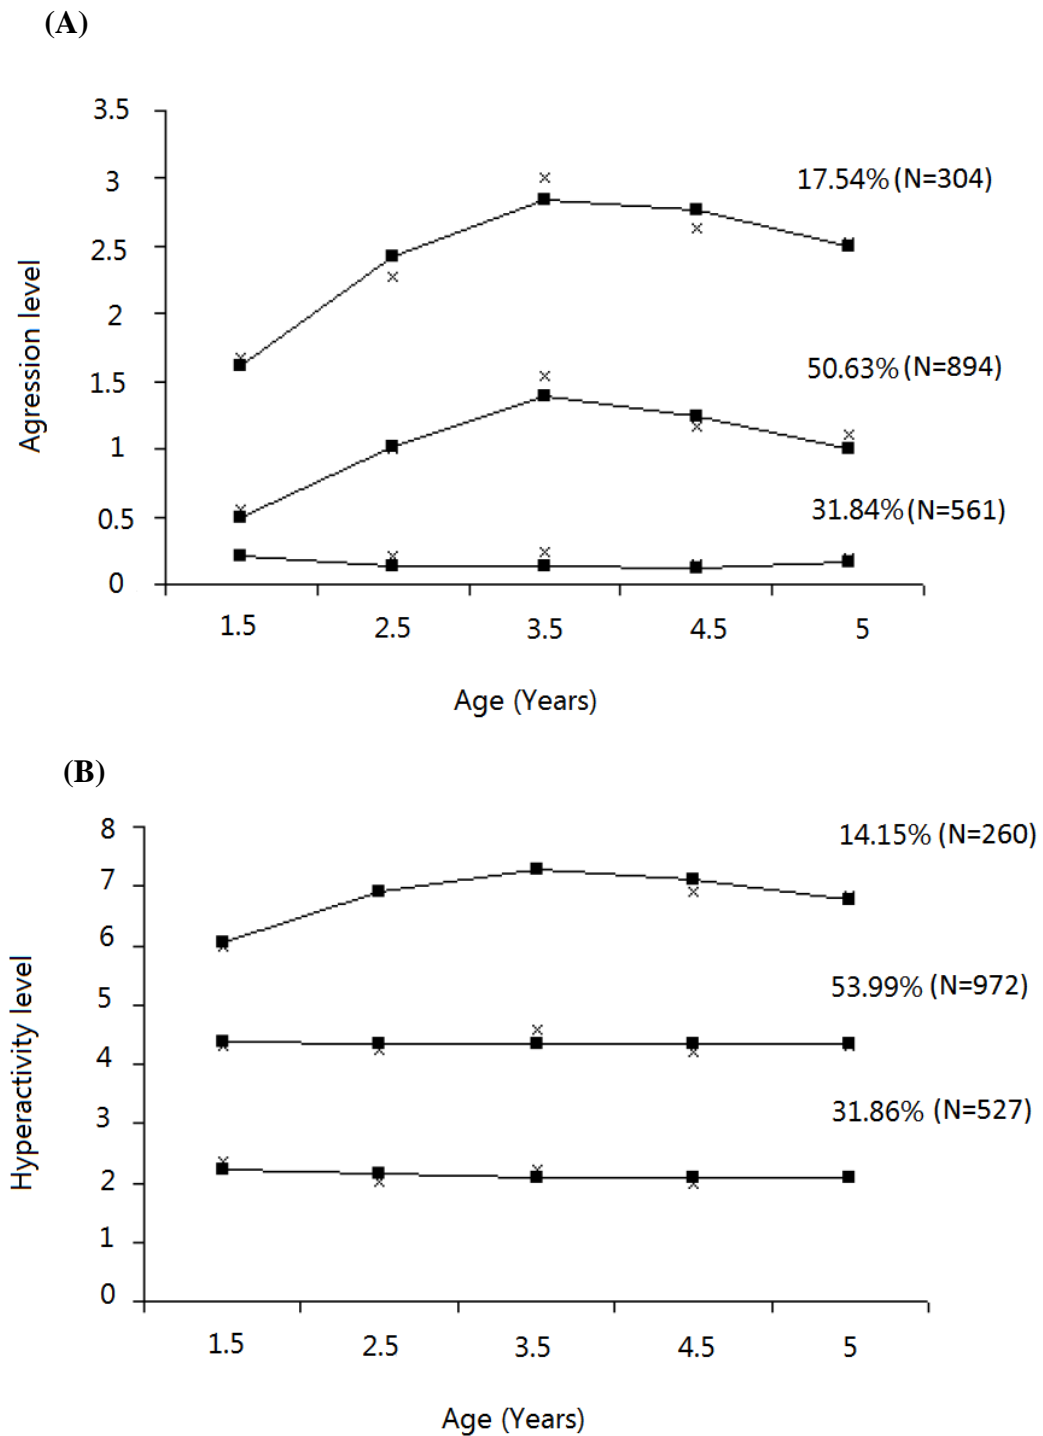 (A)
3.5
3
2.5
2
1.5
1
0.5
0
Agression level
17.54% (N=304)
50.63% (N=894)
31.84% (N=561)
1.5 2.5 3.5 4.5 5
Age (Years)
(B)
8
7
6
5
4
3
2
1
0
Hyperactivity level
14.15% (N=260)
53.99% (N=972)
31.86% (N=527)
1.5 2.5 3.5 4.5 5
Age (Years)